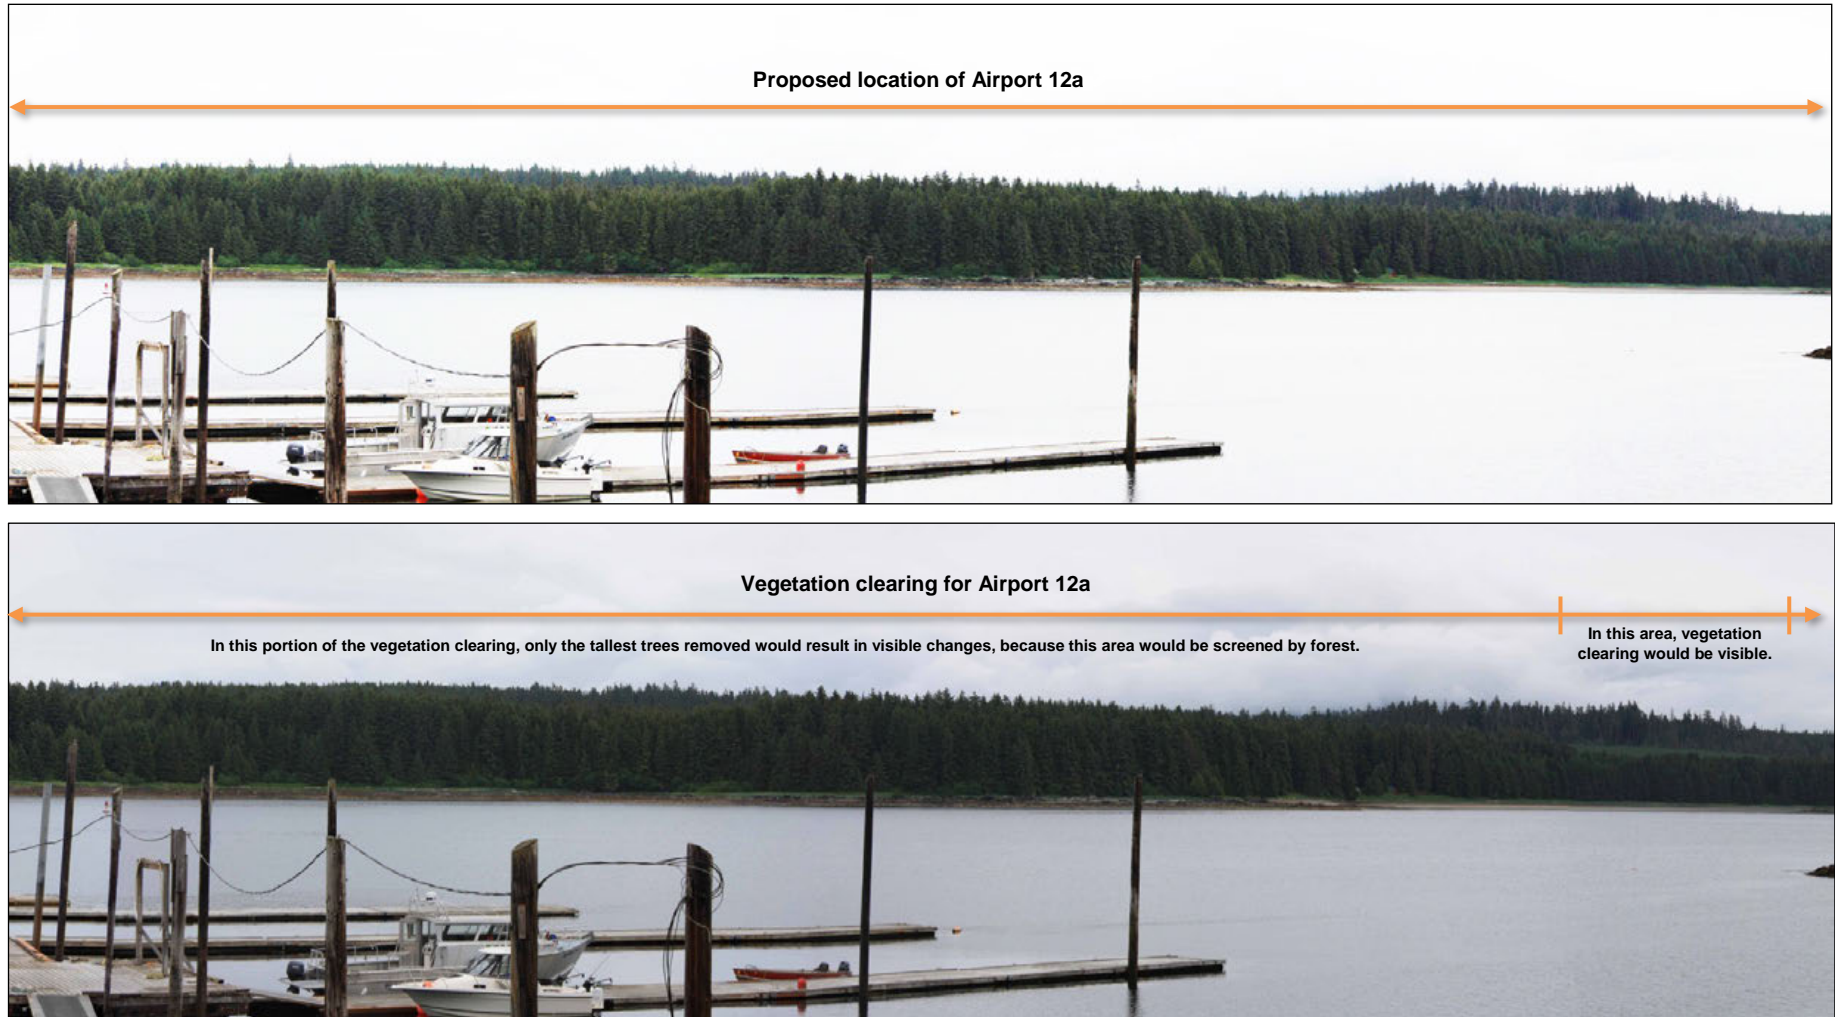 Proposed location of Airport 12a
Vegetation clearing for Airport 12a
In this portion of the vegetation clearing, only the tallest trees removed would result in visible changes, because this area would be screened by forest.
In this area, vegetation
clearing would be visible.